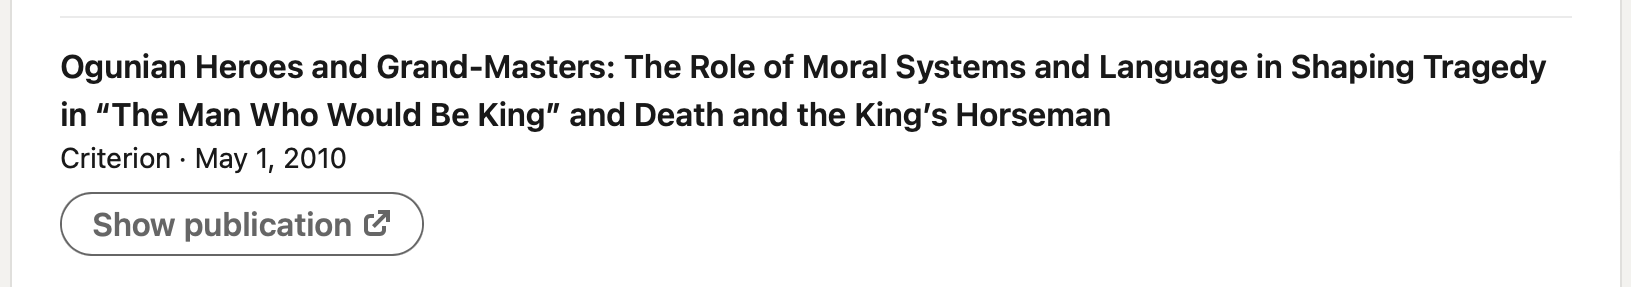 Ogunian Heroes and Grand-Masters: The Role of Moral Systems and Language in Shaping Tragedy
in “The Man Who Would Be King” and Death and the King’s Horseman
Criterion · May 1, 2010
Show publication